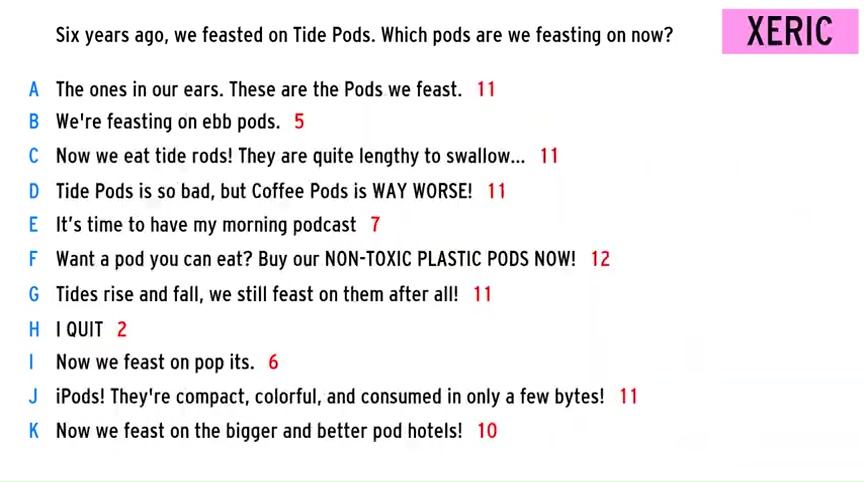 Six years ago, we feasted on Tide Pods. Which pods are we feasting on now?
XERIC
A The ones in our ears. These are the Pods we feast. 11
B We're feasting on ebb pods. 5
C Now we eat tide rods! They are quite lengthy to swallow... 11
D Tide Pods is so bad, but Coffee Pods is WAY WORSE! 11
E It's time to have my morning podcast 7
F Want a pod you can eat? Buy our NON-TOXIC PLASTIC PODS NOW! 12
G Tides rise and fall, we still feast on them after all! 11
H I QUIT 2
I Now we feast on pop its. 6
J iPods! They're compact, colorful, and consumed in only a few bytes! 11
K Now we feast on the bigger and better pod hotels! 10